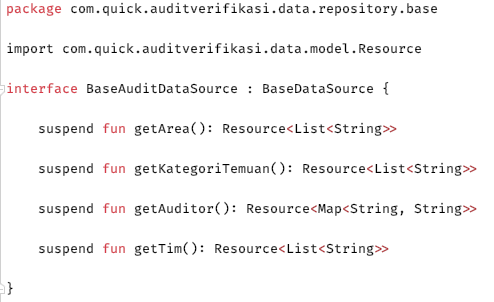 package com.quick.auditverifikasi.data.repository.base
import com.quick.auditverifikasi.data.model.Resource
interface BaseAuditDataSource : BaseDataSource {
suspend fun getArea(): Resource<List<String>>
suspend fun getKategoriTemuan(): Resource<List<String>>
suspend fun getAuditor(): Resource<Map<String, String>>
suspend fun getTim(): Resource<List<String>>
}